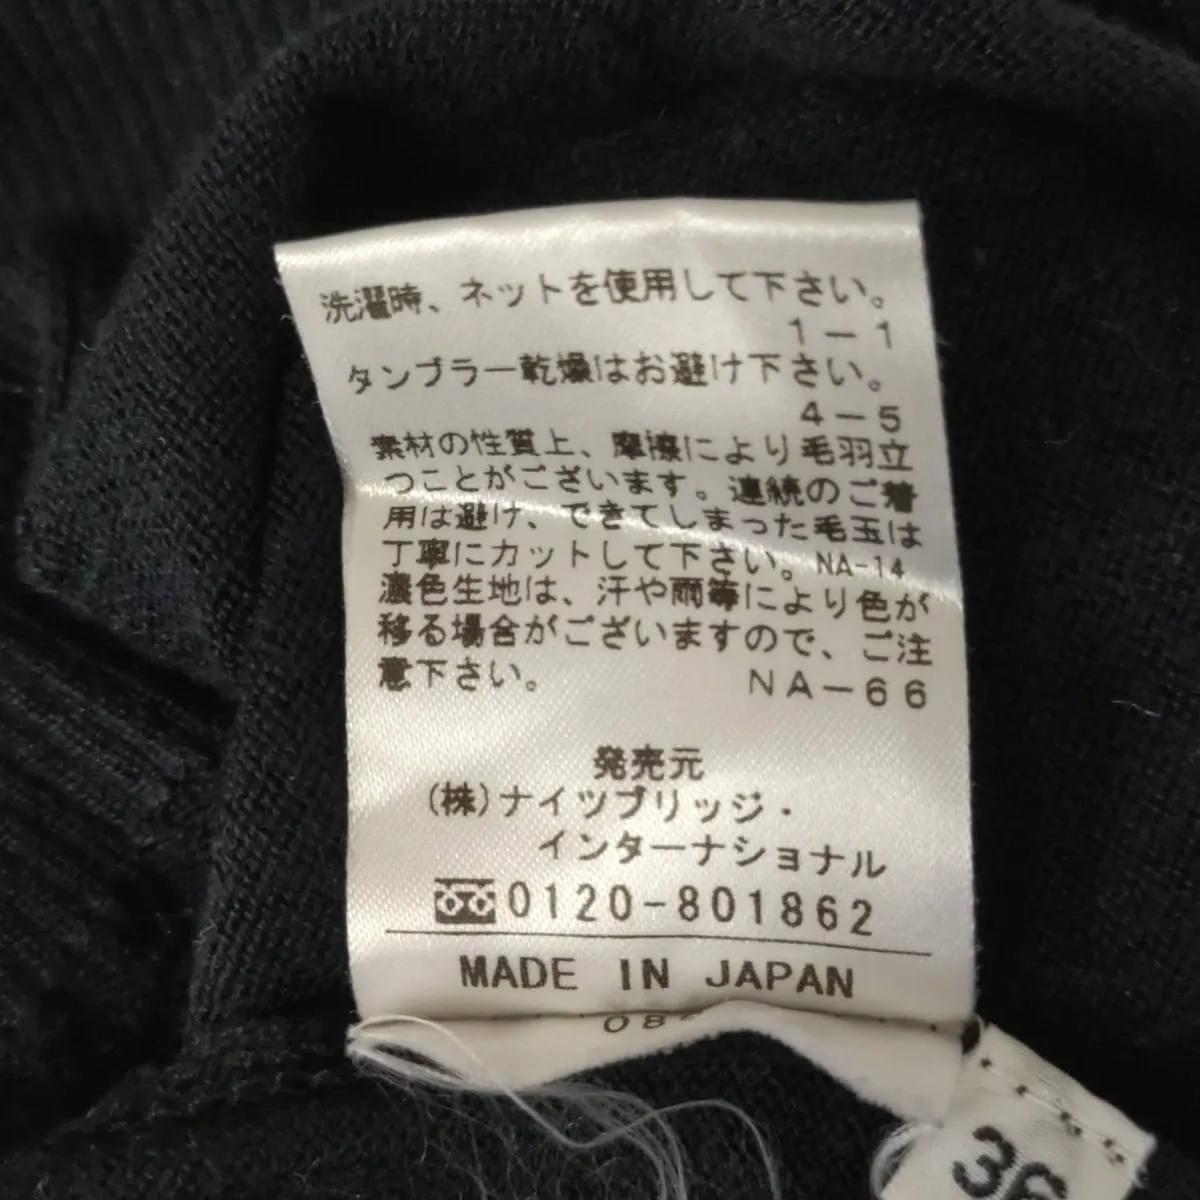 洗濯時、ネットを使用して下さい。
1-1
タンブラー乾燥はお避け下さい。
4-5
素材の性質上、摩擦により毛羽立
つことがございます。連続のご着
用は避け、できてしまった毛玉は
丁寧にカットして下さい。NA-14
濃色生地は、汗や雨等により色が
移る場合がございますので、ご注
意下さい。 NA-66
発売元
(株)ナイツブリッジ・
インターナショナル
0120-801862
MADE IN JAPAN
36